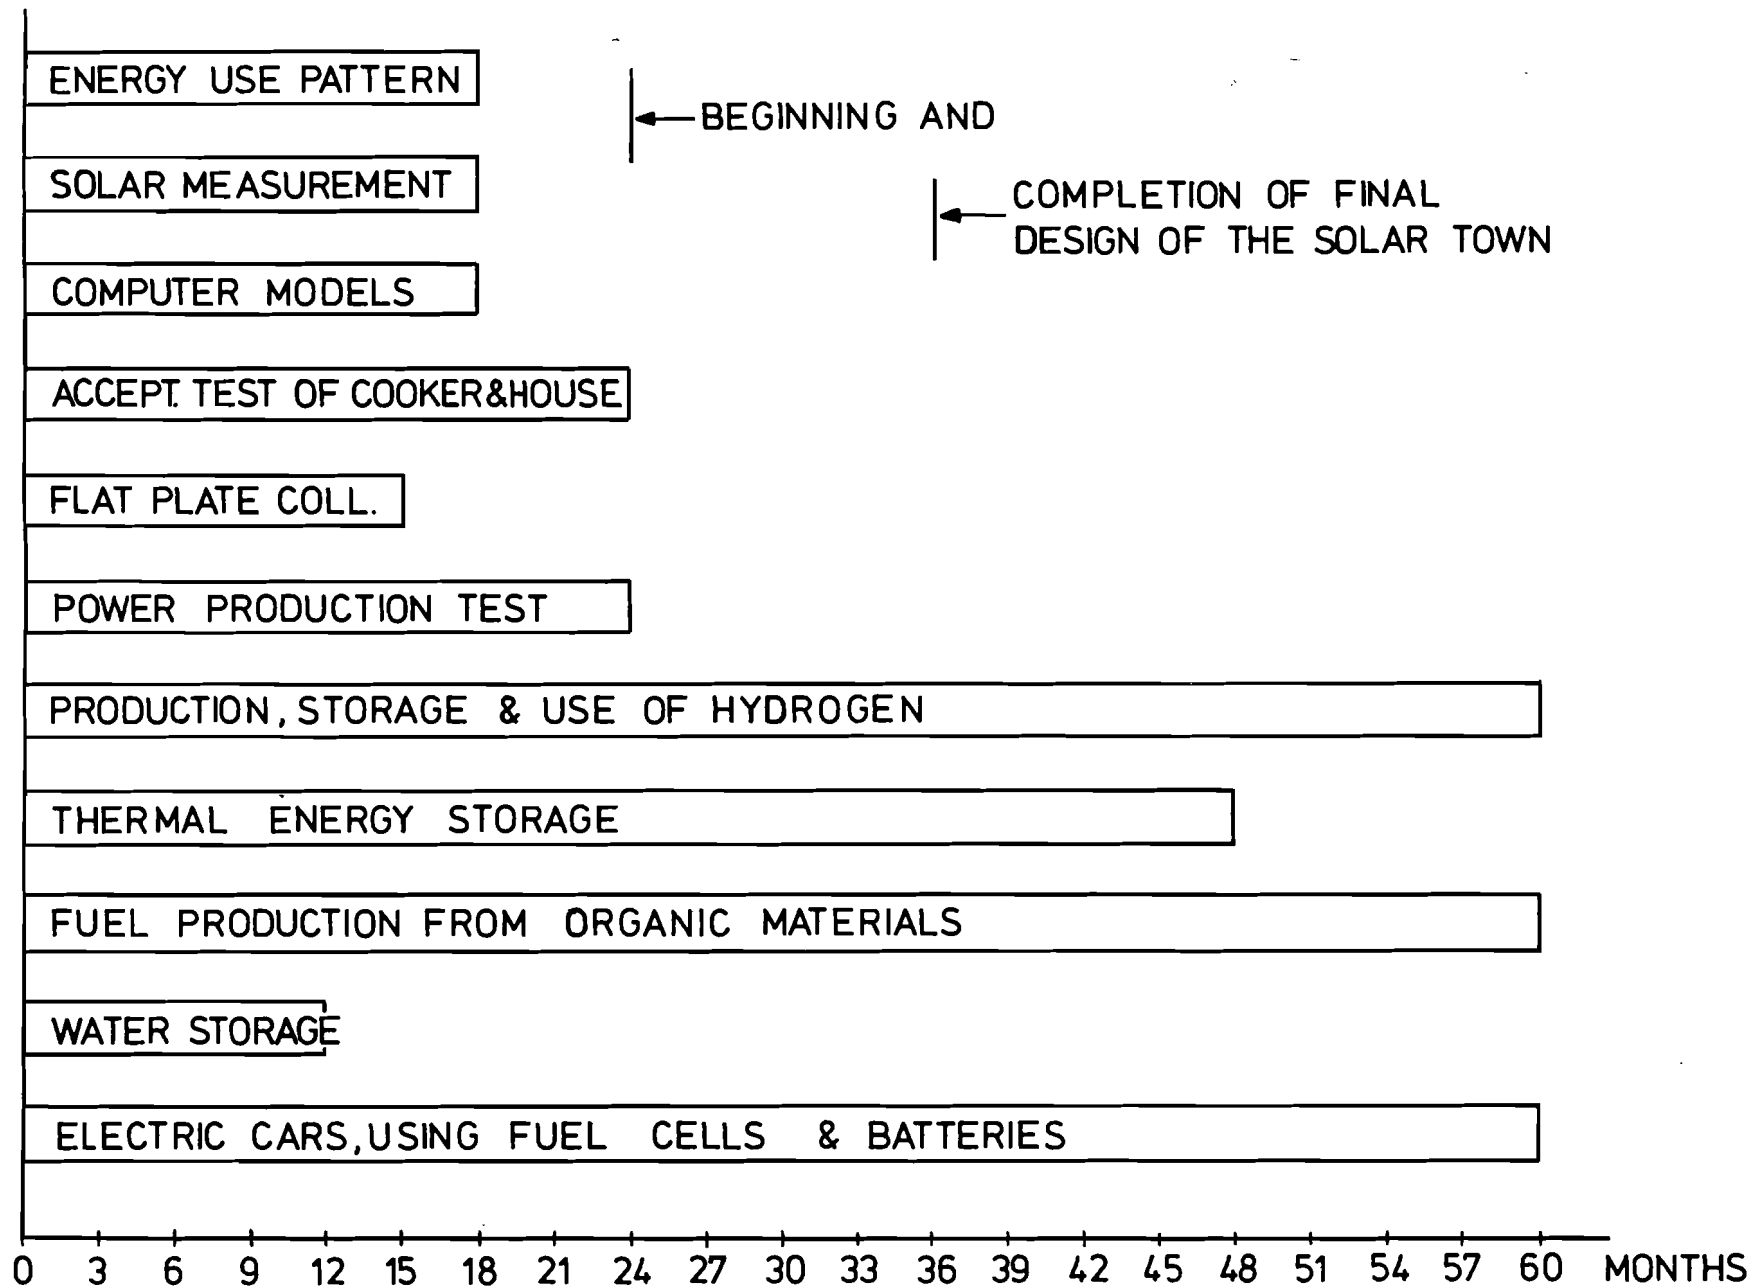 ENERGY USE PATTERN
BEGINNING AND
SOLAR MEASUREMENT
COMPLETION OF FINAL
DESIGN OF THE SOLAR TOWN
COMPUTER MODELS
ACCEPT. TEST OF COOKER&HOUSE
FLAT PLATE COLL.
POWER PRODUCTION TEST
PRODUCTION, STORAGE & USE OF HYDROGEN
THERMAL ENERGY STORAGE
FUEL PRODUCTION FROM ORGANIC MATERIALS
WATER STORAGE
ELECTRIC CARS, USING FUEL CELLS & BATTERIES
0 3 6 9 12 15 18 21 24 27 30 33 36 39 42 45 48 51 54 57 60 MONTHS